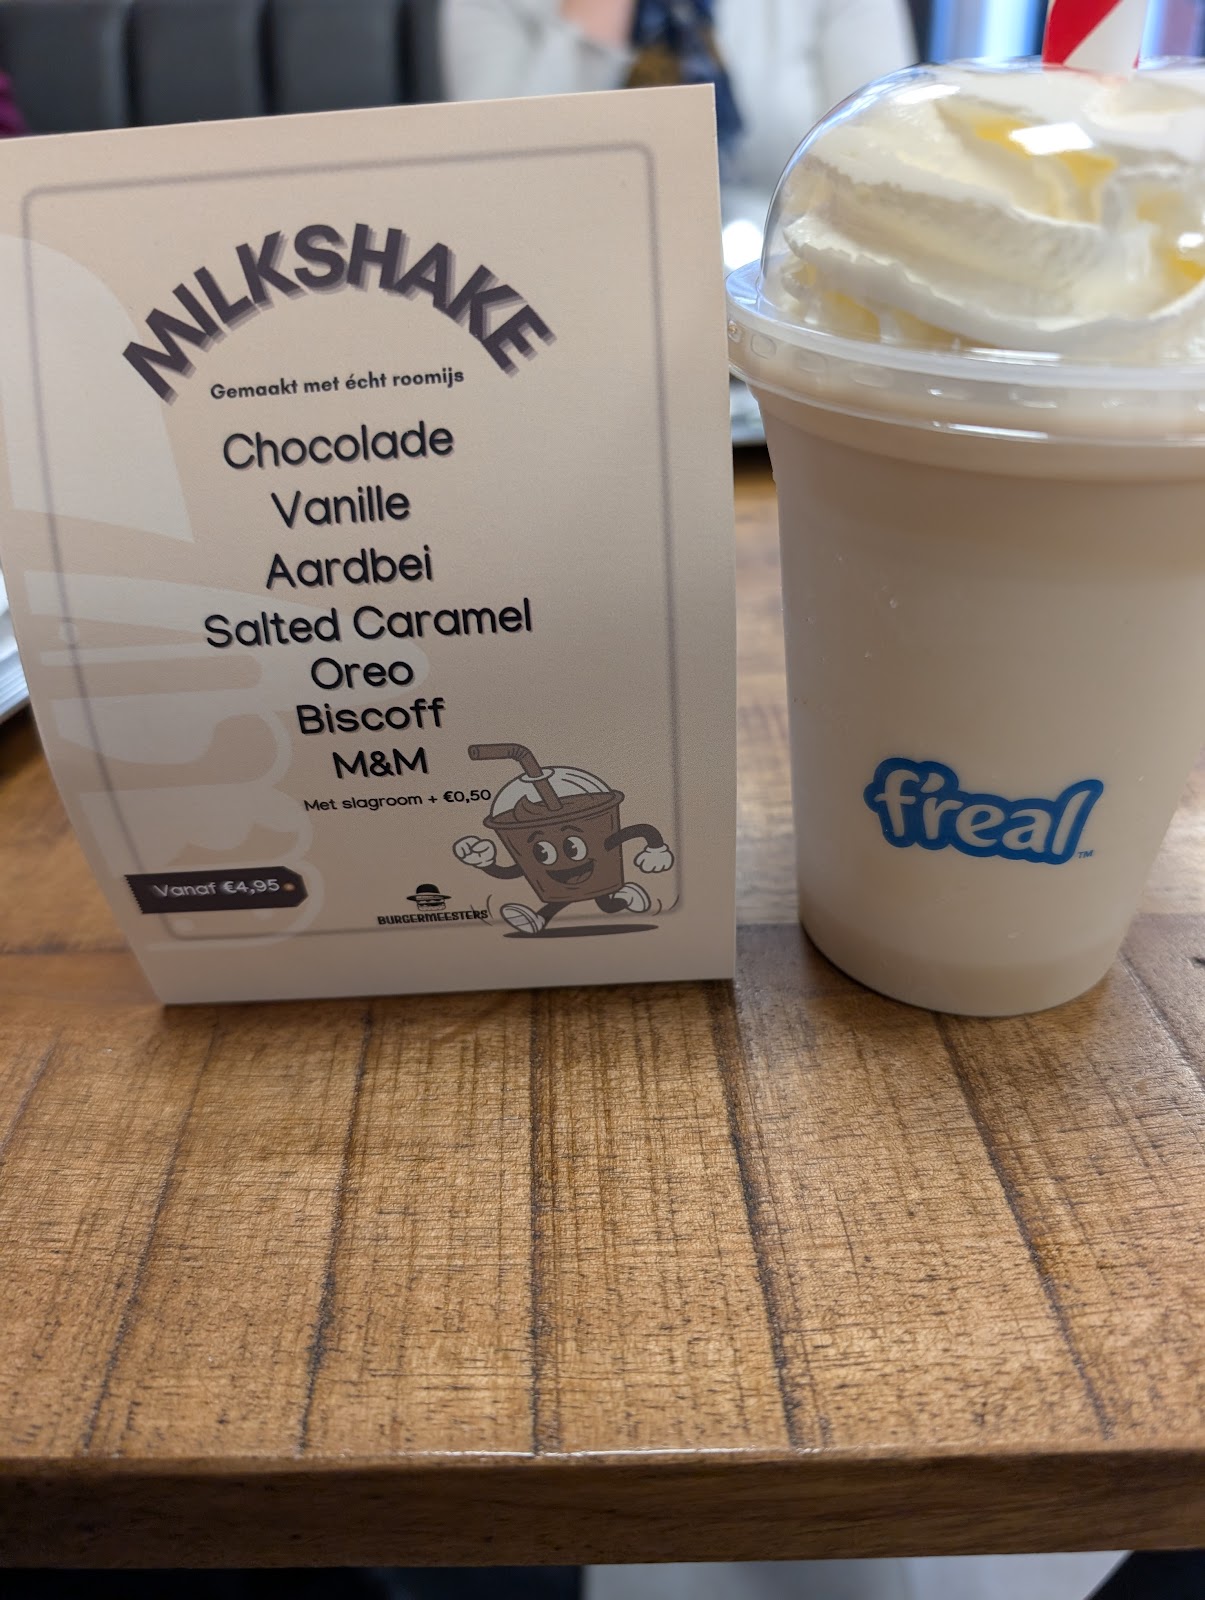 MILKSHAKE
Gemaakt met écht roomijs
Chocolade
Vanille
Aardbei
Salted Caramel
Oreo
Biscoff
M&M
Met slagroom + €0,50
Vanaf €4,95
BURGERMEESTERS
f'real™